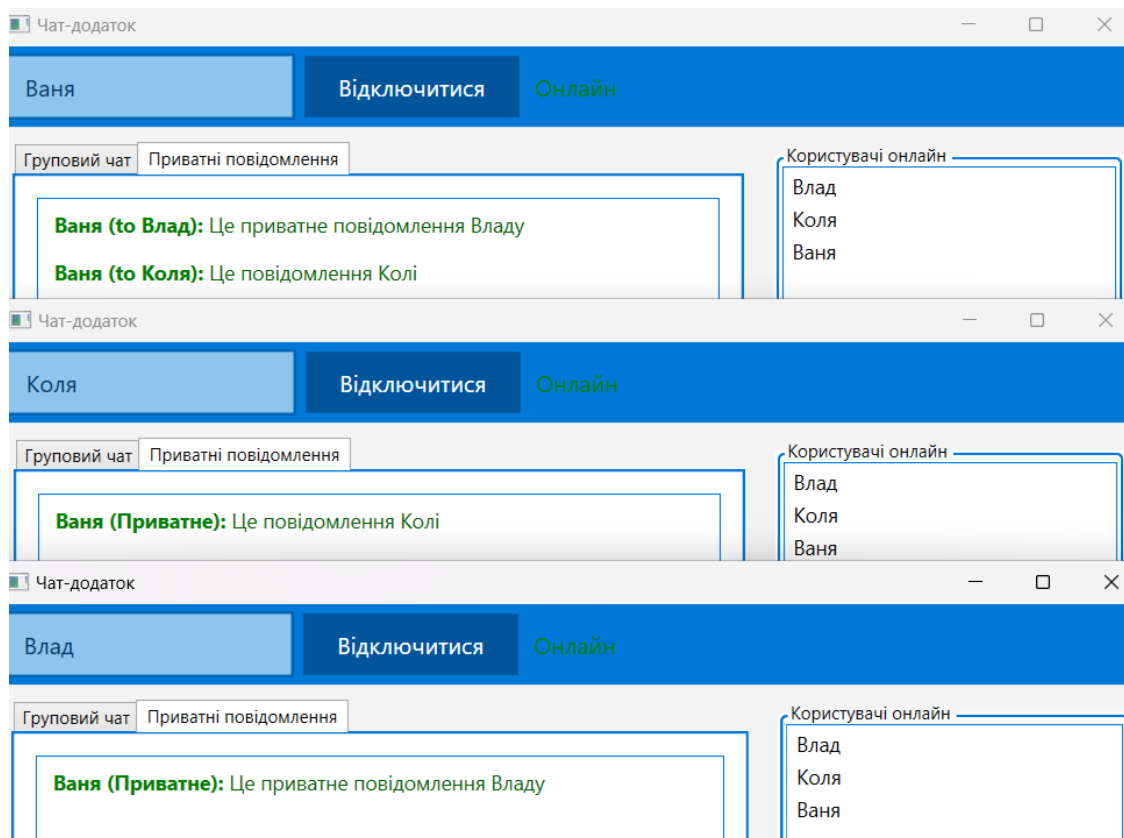 Чат-додаток
Ваня Відключитися Онлайн
Груповий чат Приватні повідомлення
Користувачі онлайн
Ваня (to Влад): Це приватне повідомлення Владу
Ваня (to Коля): Це повідомлення Колі
Влад
Коля
Ваня
Чат-додаток
Коля Відключитися Онлайн
Груповий чат Приватні повідомлення
Користувачі онлайн
Ваня (Приватне): Це повідомлення Колі
Влад
Коля
Ваня
Чат-додаток
Влад Відключитися Онлайн
Груповий чат Приватні повідомлення
Користувачі онлайн
Ваня (Приватне): Це приватне повідомлення Владу
Влад
Коля
Ваня